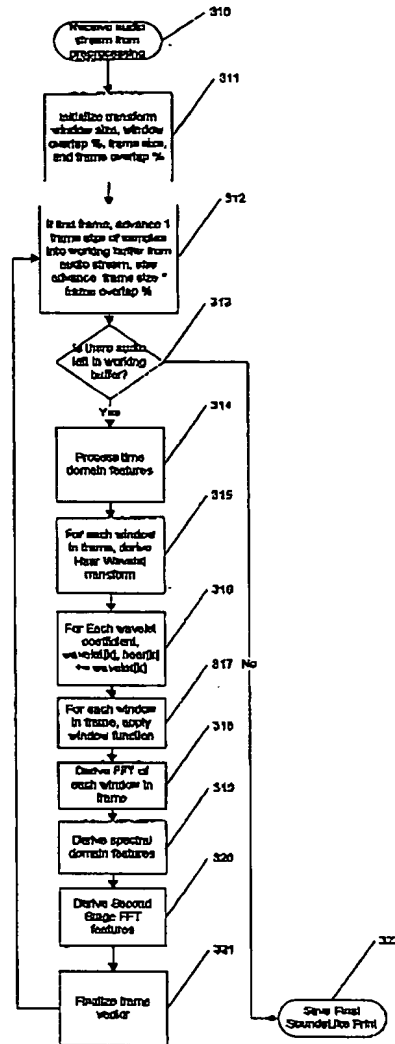 310
Receive audio
stream from
preprocessing
311
Initialize transform
window size, window
overlap %, frame size,
and frame overlap %
312
If first frame, advance 1
frame size of samples
into working buffer from
audio stream, else
advance frame size *
frame overlap %
313
Is there audio
left in working
buffer?
Yes
No
314
Process time
domain features
315
For each window
in frame, derive
Haar Wavelet
transform
316
For Each wavelet
coefficient,
wavelet[k], haar[k]
+= wavelet[k]
317
For each window
in frame, apply
window function
318
Derive FFT of
each window in
frame
319
Derive spectral
domain features
320
Derive Second
Stage FFT
features
321
Finalize frame
vector
Save Final
SoundsLike Print